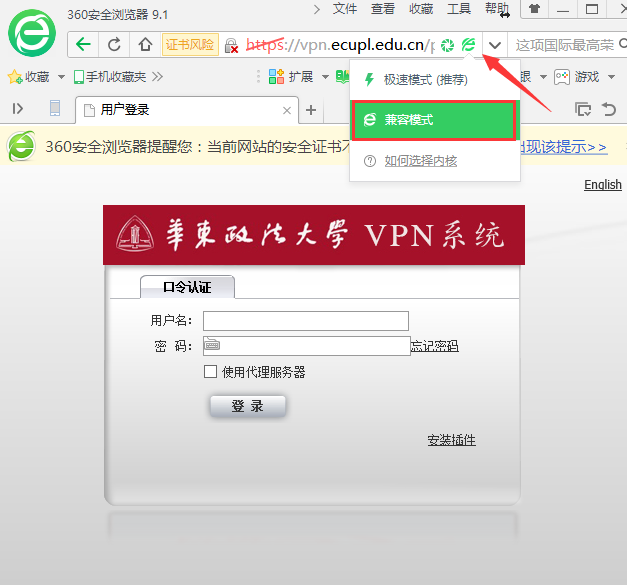 360安全浏览器 9.1
文件 查看 收藏 工具 帮助
证书风险 https://vpn.ecupl.edu.cn/p 这项国际最高荣
收藏 手机收藏夹 扩展 游戏
极速模式 (推荐)
用户登录
兼容模式
360安全浏览器提醒您：当前网站的安全证书不 出现该提示>>
如何选择内核
English
華東政法大學 VPN系统
口令认证
用户名：
密 码： 忘记密码
使用代理服务器
登 录
安装插件